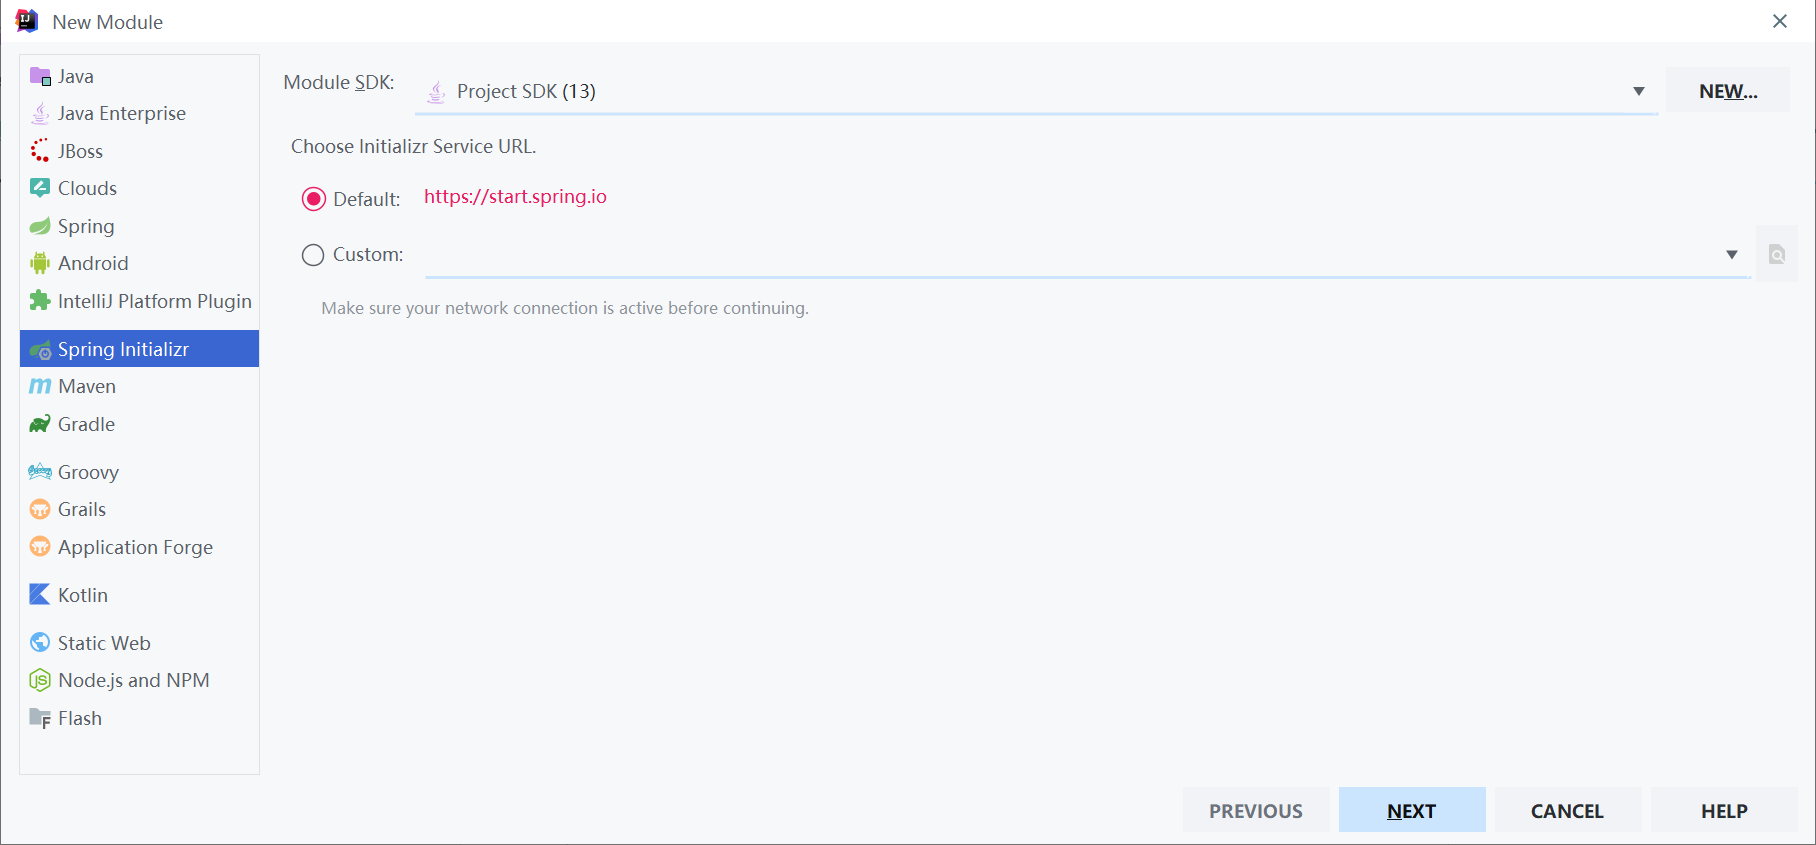 New Module
Java
Java Enterprise
JBoss
Clouds
Spring
Android
IntelliJ Platform Plugin
Spring Initializr
Maven
Gradle
Groovy
Grails
Application Forge
Kotlin
Static Web
Node.js and NPM
Flash
Module SDK:
Project SDK (13)
NEW...
Choose Initializr Service URL.
Default: https://start.spring.io
Custom:
Make sure your network connection is active before continuing.
PREVIOUS
NEXT
CANCEL
HELP